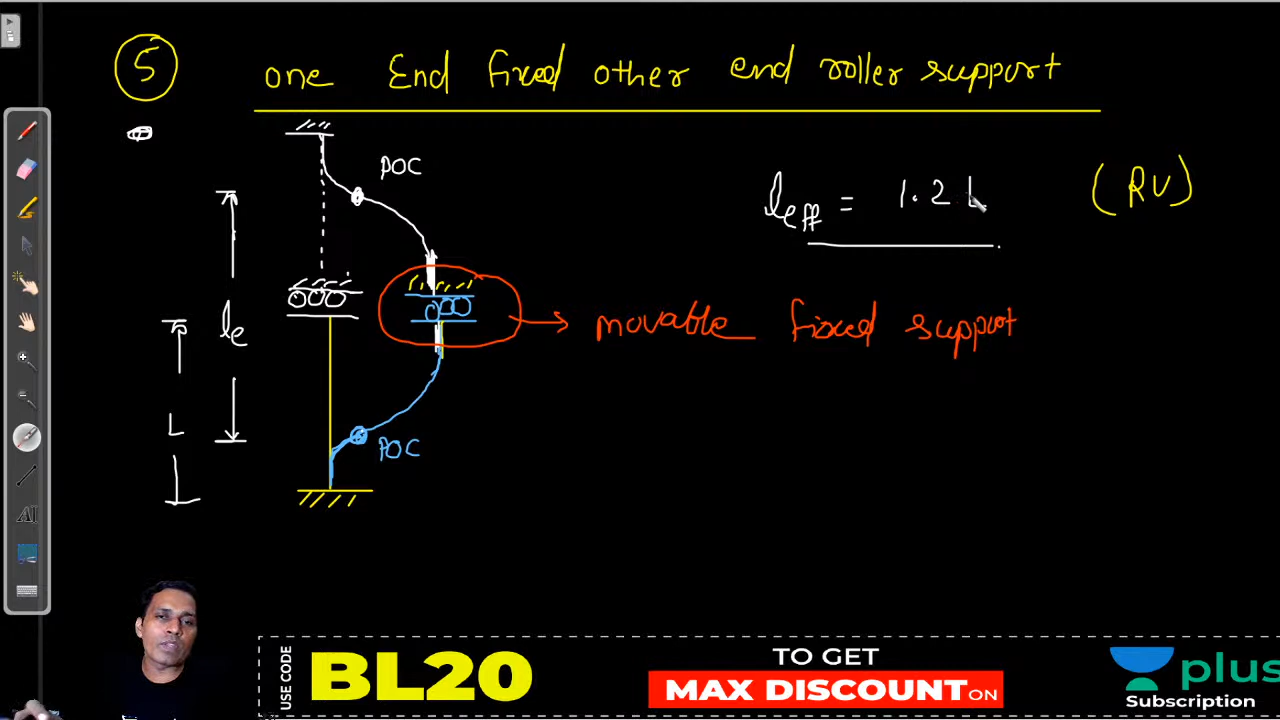 5
one End fixed other end roller support
POC
l_eff = 1.2 L
(RV)
le
movable fixed support
L
POC
USE CODE
BL20
TO GET
MAX DISCOUNT ON
plus
Subscription